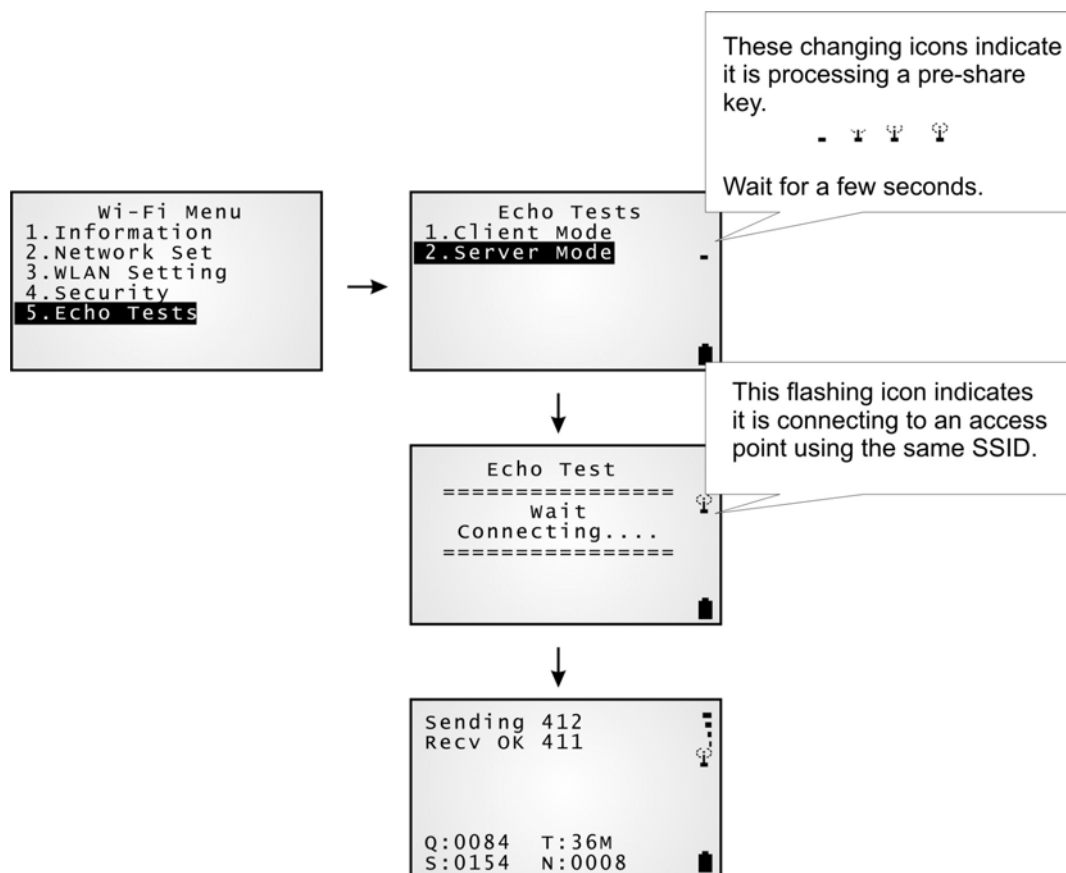 These changing icons indicate
it is processing a pre-share
key.
Wait for a few seconds.
Wi-Fi Menu
1.Information
2.Network Set
3.WLAN Setting
4.Security
5.Echo Tests
Echo Tests
1.Client Mode
2.Server Mode
This flashing icon indicates
it is connecting to an access
point using the same SSID.
Echo Test
================
Wait
Connecting....
================
Sending 412
Recv OK 411
Q:0084 T:36M
S:0154 N:0008